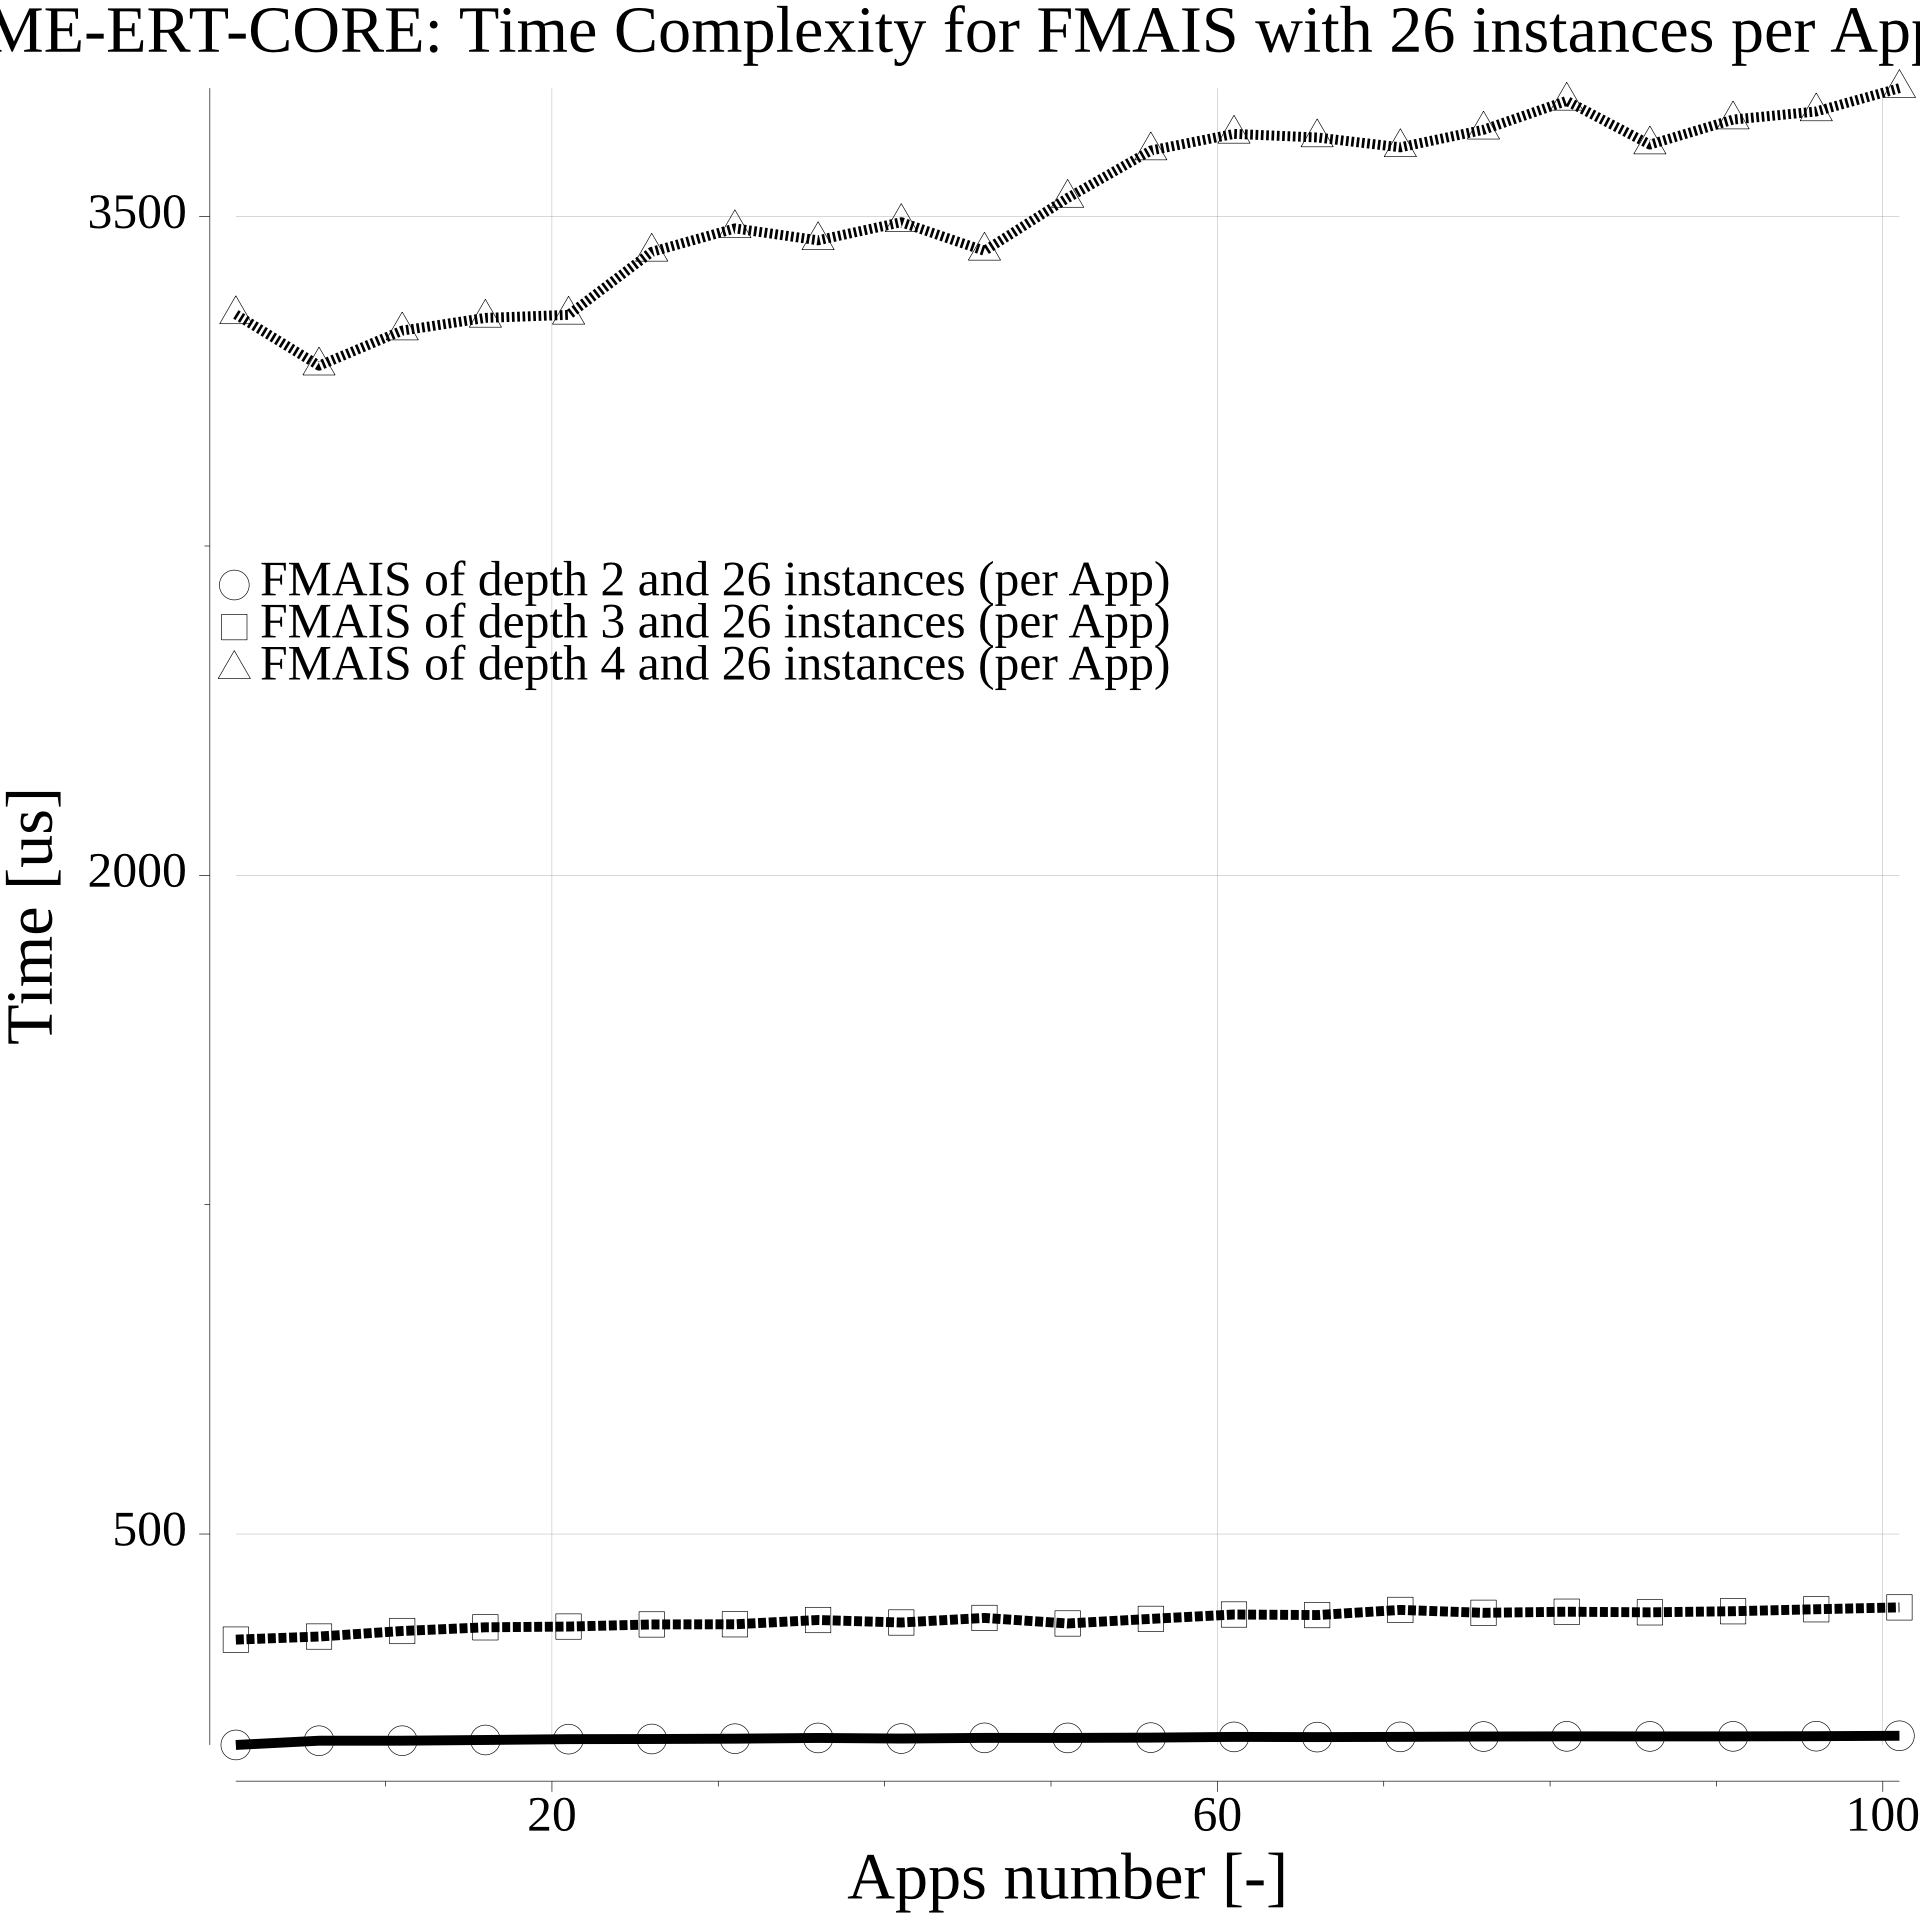 ME-ERT-CORE: Time Complexity for FMAIS with 26 instances per App
3500
FMAIS of depth 2 and 26 instances (per App)
FMAIS of depth 3 and 26 instances (per App)
FMAIS of depth 4 and 26 instances (per App)
Time [us]
2000
500
20 60 100
Apps number [-]